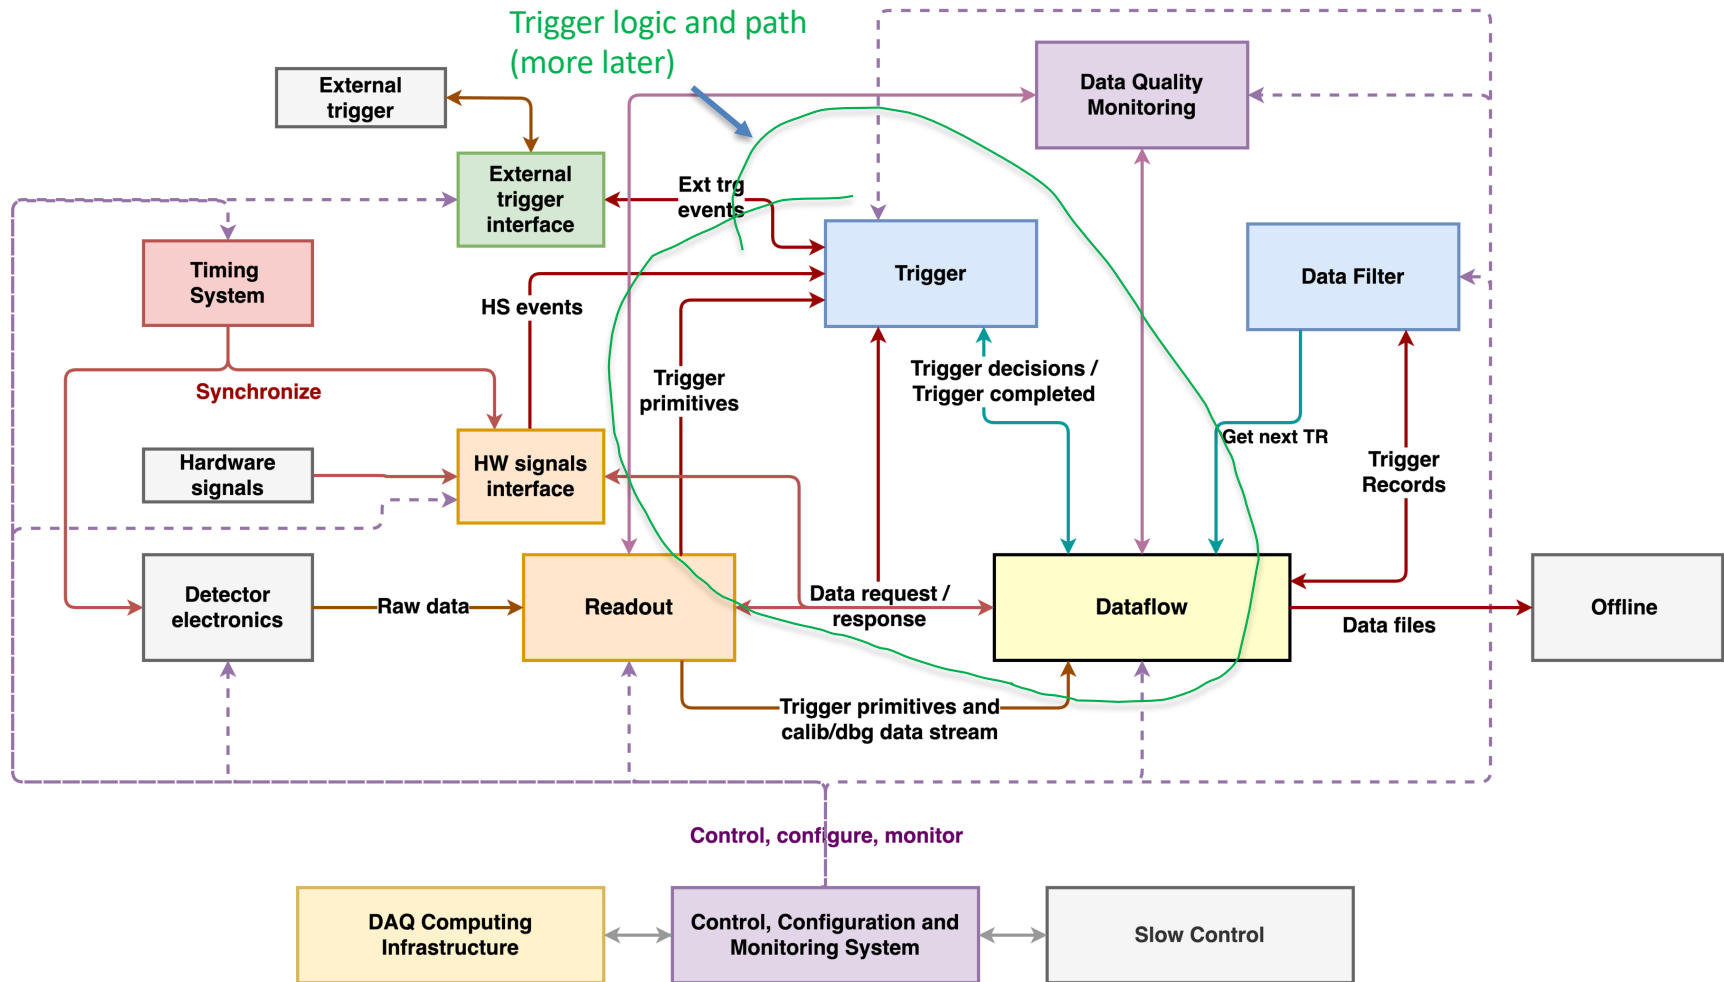 Trigger logic and path
(more later)
External
trigger
Data Quality
Monitoring
External
trigger
interface
Ext trg
events
Timing
System
Trigger
Data Filter
HS events
Synchronize
Trigger
primitives
Trigger decisions /
Trigger completed
Get next TR
Trigger
Records
Hardware
signals
HW signals
interface
Detector
electronics
Raw data
Readout
Data request /
response
Dataflow
Data files
Offline
Trigger primitives and
calib/dbg data stream
Control, configure, monitor
DAQ Computing
Infrastructure
Control, Configuration and
Monitoring System
Slow Control